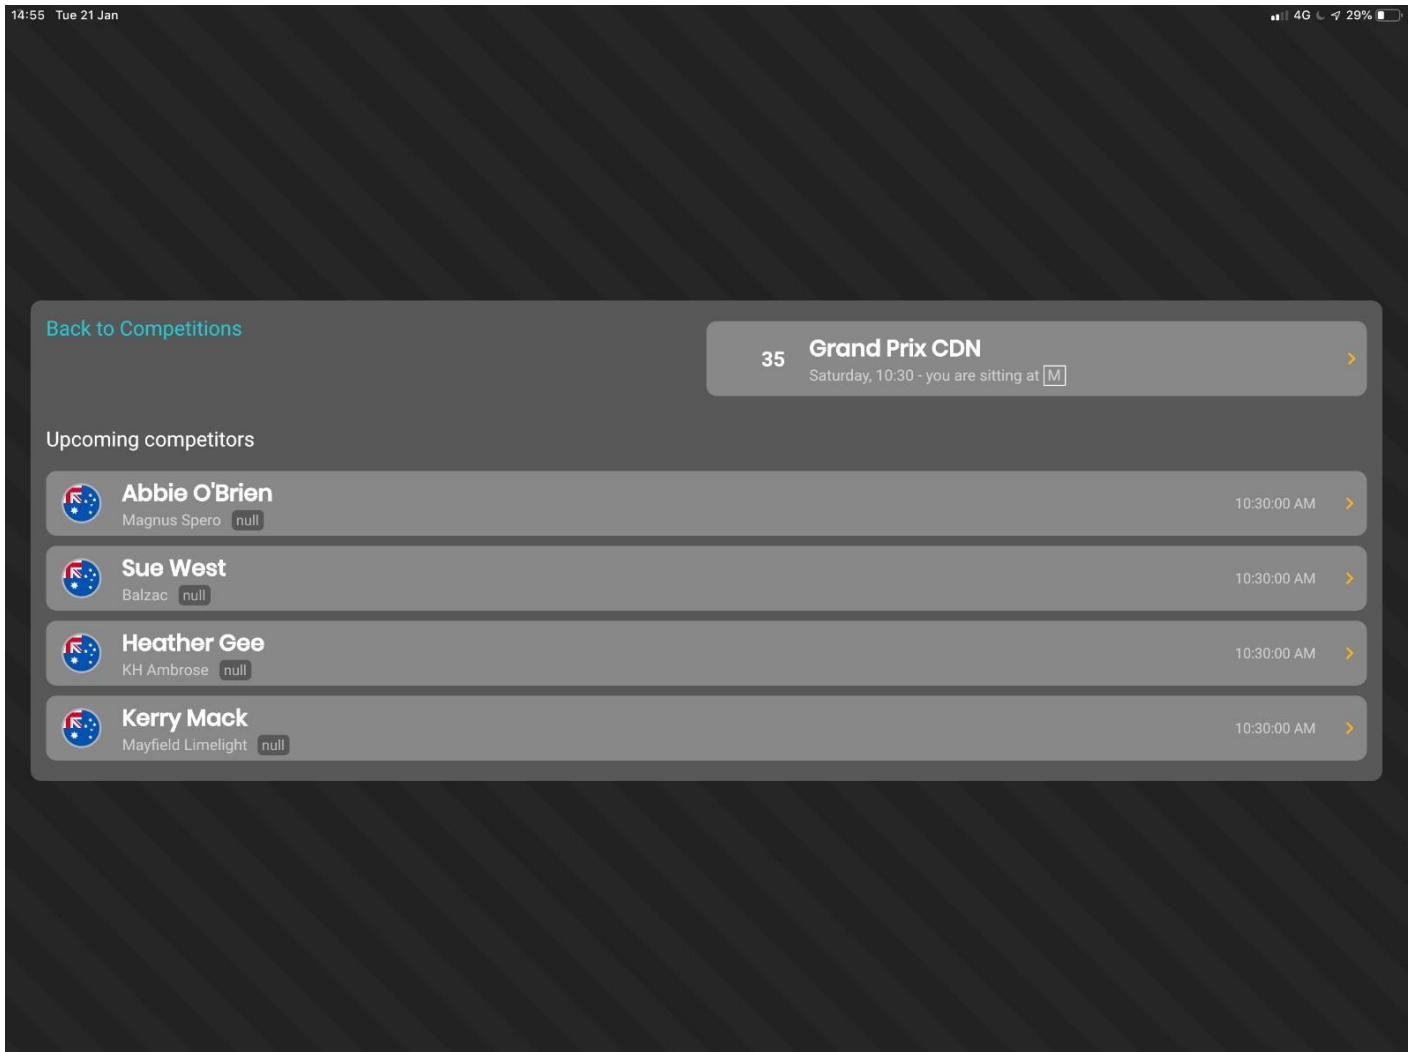 14:55 Tue 21 Jan
4G 29%
Back to Competitions
35
Grand Prix CDN
Saturday, 10:30 - you are sitting at M
Upcoming competitors
Abbie O'Brien
Magnus Spero null
10:30:00 AM
Sue West
Balzac null
10:30:00 AM
Heather Gee
KH Ambrose null
10:30:00 AM
Kerry Mack
Mayfield Limelight null
10:30:00 AM